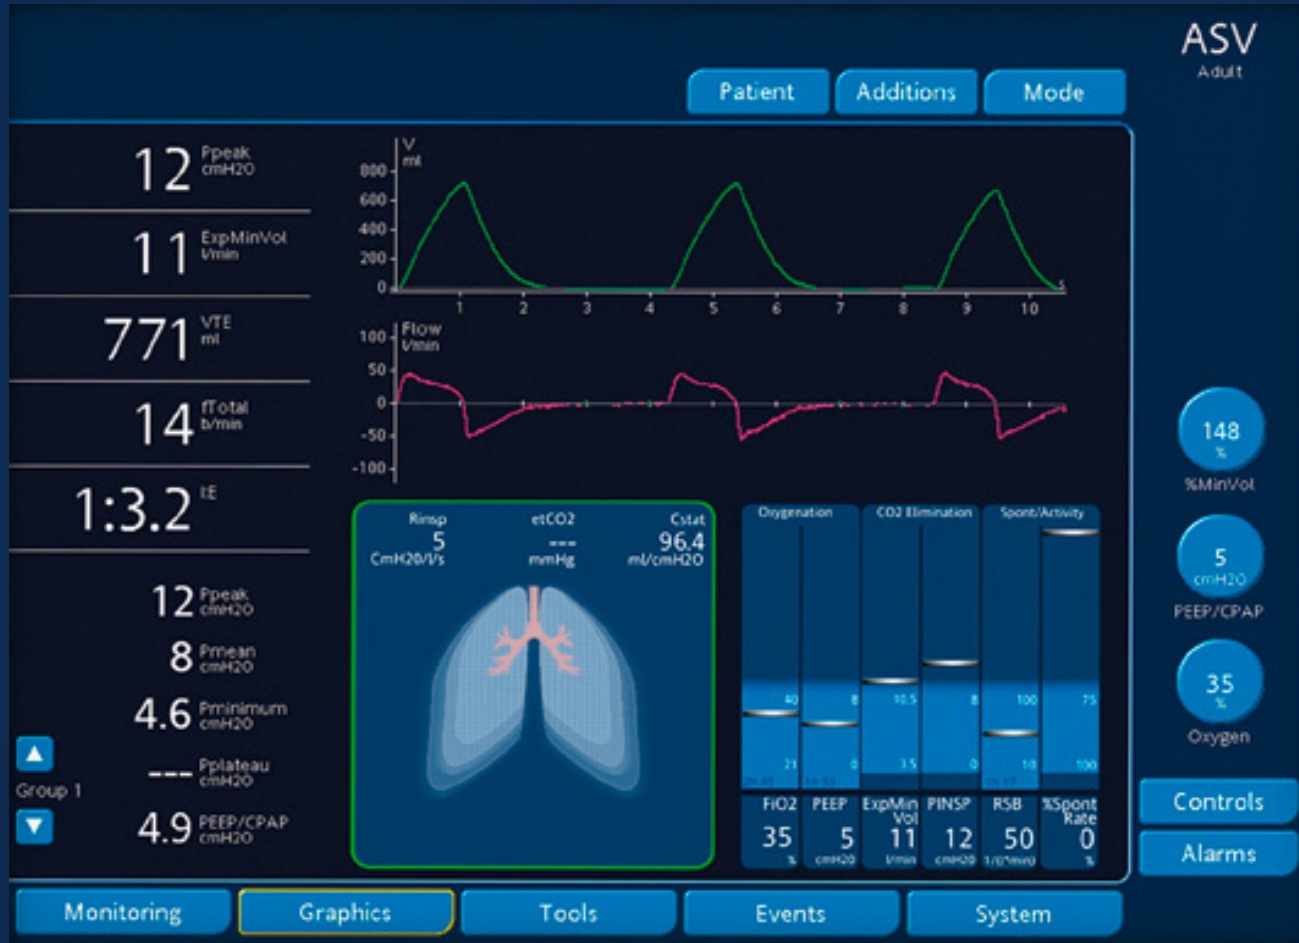 ASV
Adult
Patient
Additions
Mode
12 Ppeak
cmH2O
11 ExpMinVol
l/min
771 VTE
ml
14 fTotal
b/min
1:3.2 I:E
12 Ppeak
cmH2O
8 Pmean
cmH2O
4.6 Pminimum
cmH2O
--- Pplateau
cmH2O
4.9 PEEP/CPAP
cmH2O
Group 1
V
ml
800
600
400
200
0
1 2 3 4 5 6 7 8 9 10
s
Flow
l/min
100
50
0
-50
-100
Rinsp etCO2 Cstat
5 --- 96.4
CmH2O/l/s mmHg ml/cmH2O
Oxygenation CO2 Elimination Spont/Activity
40 8 10.5 8 100 75
21 0 3.5 0 10 100
FiO2 PEEP ExpMin PINSP RSB %Spont
Vol Rate
35 5 11 12 50 0
% cmH2O l/min cmH2O 1/(l*min) %
148
%
%MinVol
5
cmH2O
PEEP/CPAP
35
%
Oxygen
Controls
Alarms
Monitoring
Graphics
Tools
Events
System